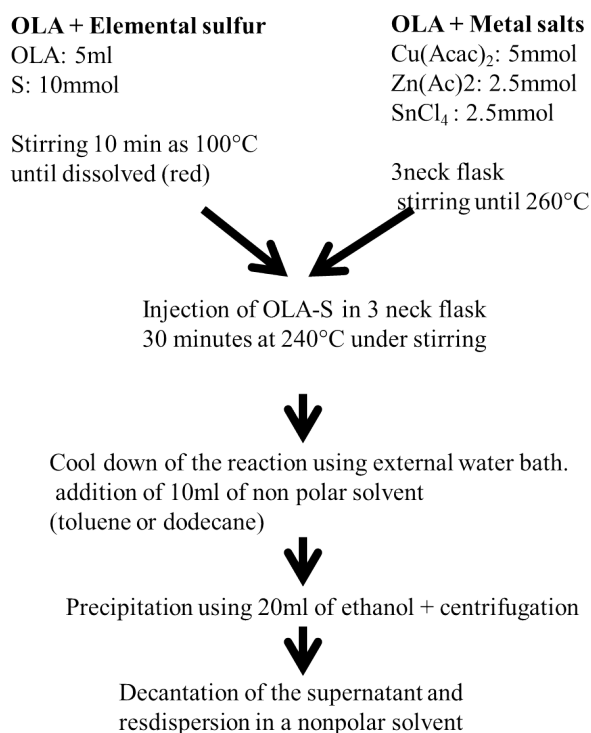 OLA + Elemental sulfur
OLA: 5ml
S: 10mmol
Stirring 10 min as 100°C
until dissolved (red)
OLA + Metal salts
Cu(Acac)₂: 5mmol
Zn(Ac)2: 2.5mmol
SnCl₄ : 2.5mmol
3neck flask
stirring until 260°C
Injection of OLA-S in 3 neck flask
30 minutes at 240°C under stirring
Cool down of the reaction using external water bath.
addition of 10ml of non polar solvent
(toluene or dodecane)
Precipitation using 20ml of ethanol + centrifugation
Decantation of the supernatant and
resdispersion in a nonpolar solvent